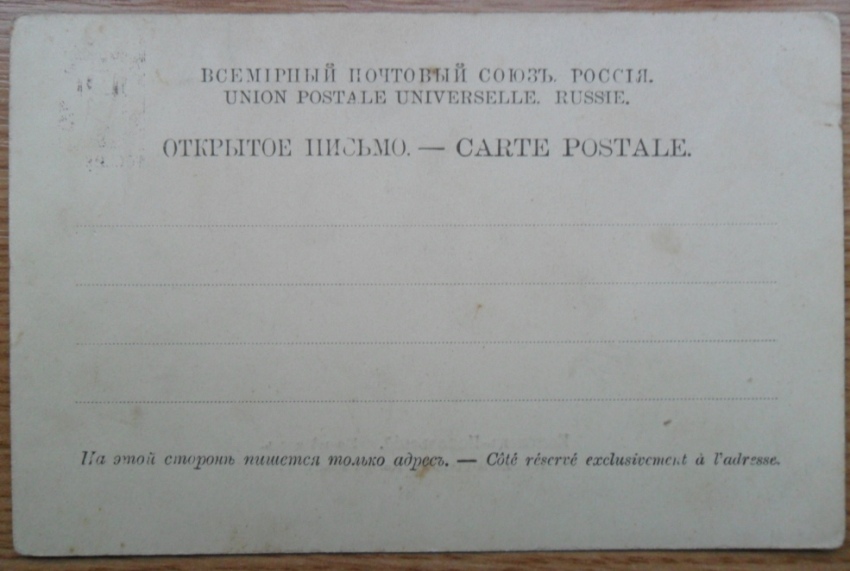 ВСЕМІРНЫЙ ПОЧТОВЫЙ СОЮЗЪ. РОССІЯ.
UNION POSTALE UNIVERSELLE. RUSSIE.
ОТКРЫТОЕ ПИСЬМО. — CARTE POSTALE.
На этой сторонѣ пишется только адресъ. — Côté réservé exclusivement à l'adresse.